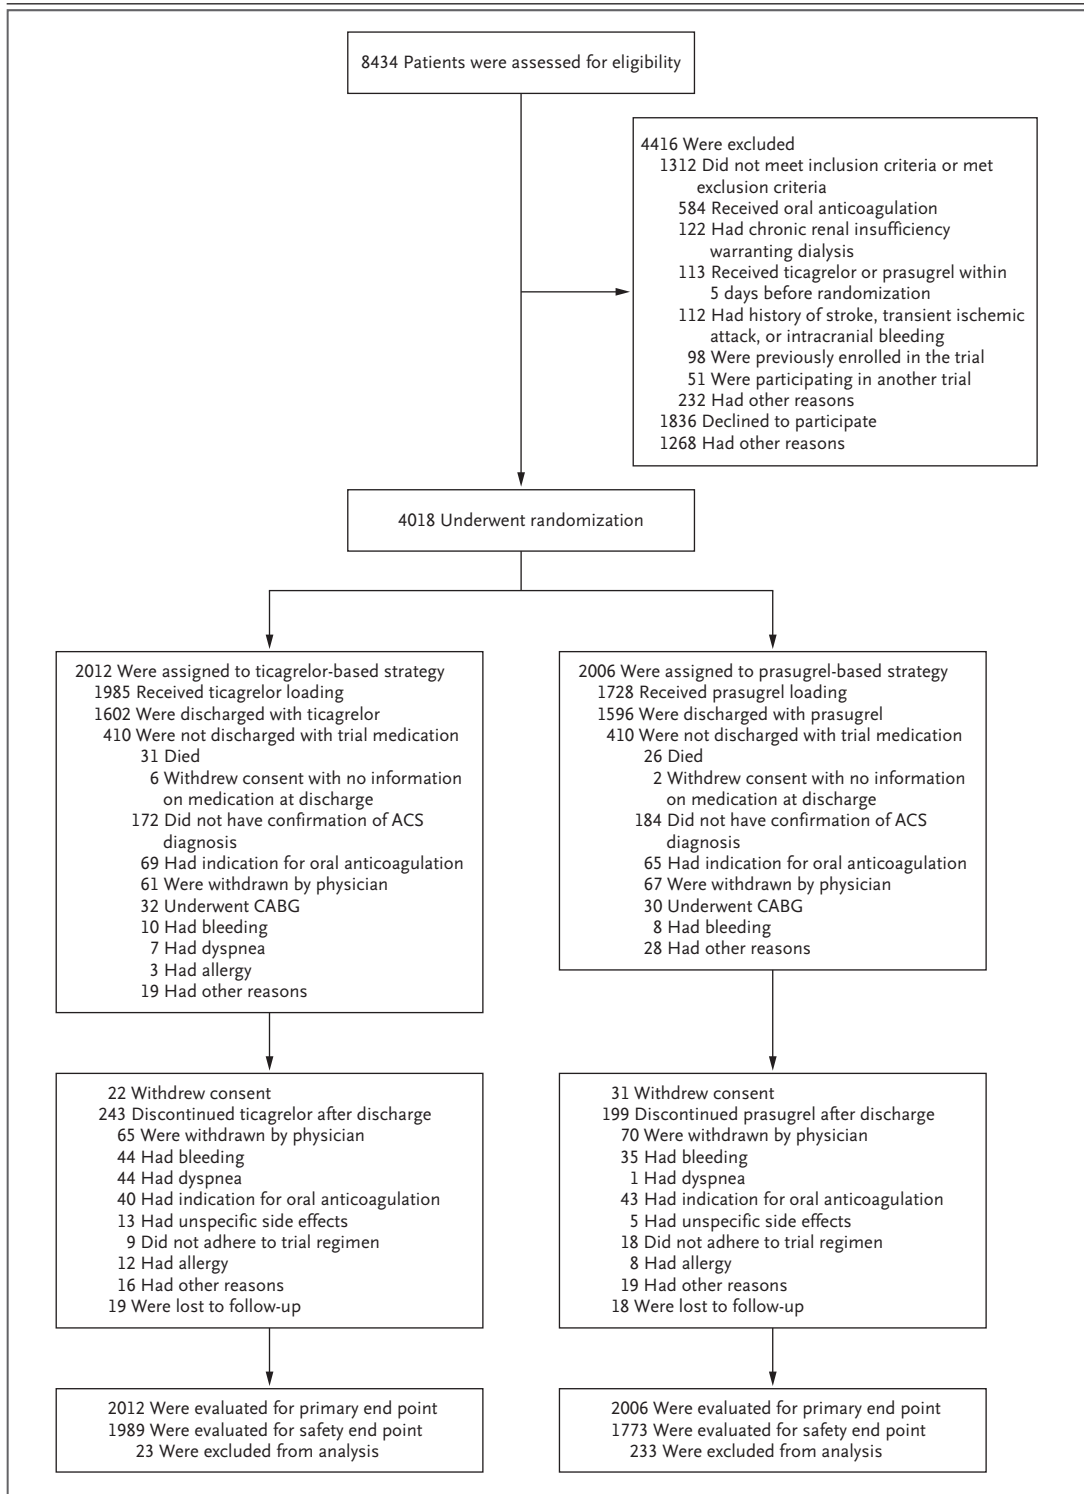 8434 Patients were assessed for eligibility
4416 Were excluded
1312 Did not meet inclusion criteria or met
exclusion criteria
584 Received oral anticoagulation
122 Had chronic renal insufficiency
warranting dialysis
113 Received ticagrelor or prasugrel within
5 days before randomization
112 Had history of stroke, transient ischemic
attack, or intracranial bleeding
98 Were previously enrolled in the trial
51 Were participating in another trial
232 Had other reasons
1836 Declined to participate
1268 Had other reasons
4018 Underwent randomization
2012 Were assigned to ticagrelor-based strategy
1985 Received ticagrelor loading
1602 Were discharged with ticagrelor
410 Were not discharged with trial medication
31 Died
6 Withdrew consent with no information
on medication at discharge
172 Did not have confirmation of ACS
diagnosis
69 Had indication for oral anticoagulation
61 Were withdrawn by physician
32 Underwent CABG
10 Had bleeding
7 Had dyspnea
3 Had allergy
19 Had other reasons
2006 Were assigned to prasugrel-based strategy
1728 Received prasugrel loading
1596 Were discharged with prasugrel
410 Were not discharged with trial medication
26 Died
2 Withdrew consent with no information
on medication at discharge
184 Did not have confirmation of ACS
diagnosis
65 Had indication for oral anticoagulation
67 Were withdrawn by physician
30 Underwent CABG
8 Had bleeding
28 Had other reasons
22 Withdrew consent
243 Discontinued ticagrelor after discharge
65 Were withdrawn by physician
44 Had bleeding
44 Had dyspnea
40 Had indication for oral anticoagulation
13 Had unspecific side effects
9 Did not adhere to trial regimen
12 Had allergy
16 Had other reasons
19 Were lost to follow-up
31 Withdrew consent
199 Discontinued prasugrel after discharge
70 Were withdrawn by physician
35 Had bleeding
1 Had dyspnea
43 Had indication for oral anticoagulation
5 Had unspecific side effects
18 Did not adhere to trial regimen
8 Had allergy
19 Had other reasons
18 Were lost to follow-up
2012 Were evaluated for primary end point
1989 Were evaluated for safety end point
23 Were excluded from analysis
2006 Were evaluated for primary end point
1773 Were evaluated for safety end point
233 Were excluded from analysis